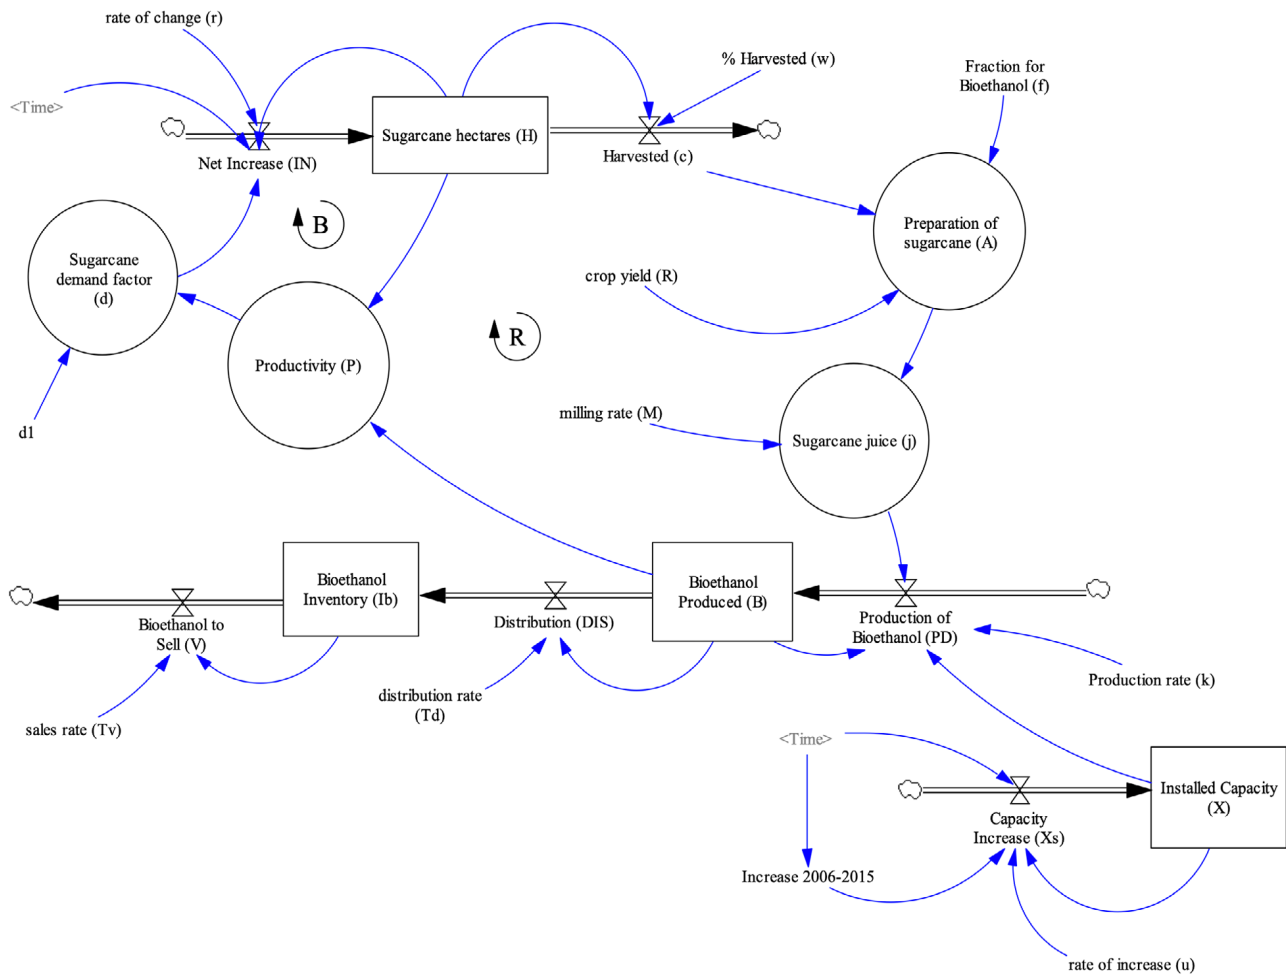 rate of change (r)
<Time>
Net Increase (IN)
Sugarcane hectares (H)
% Harvested (w)
Harvested (c)
Fraction for
Bioethanol (f)
Preparation of
sugarcane (A)
B
Sugarcane
demand factor
(d)
crop yield (R)
R
Productivity (P)
d1
milling rate (M)
Sugarcane juice (j)
Bioethanol to
Sell (V)
Bioethanol
Inventory (Ib)
Distribution (DIS)
Bioethanol
Produced (B)
Production of
Bioethanol (PD)
sales rate (Tv)
distribution rate
(Td)
Production rate (k)
<Time>
Capacity
Increase (Xs)
Installed Capacity
(X)
Increase 2006-2015
rate of increase (u)